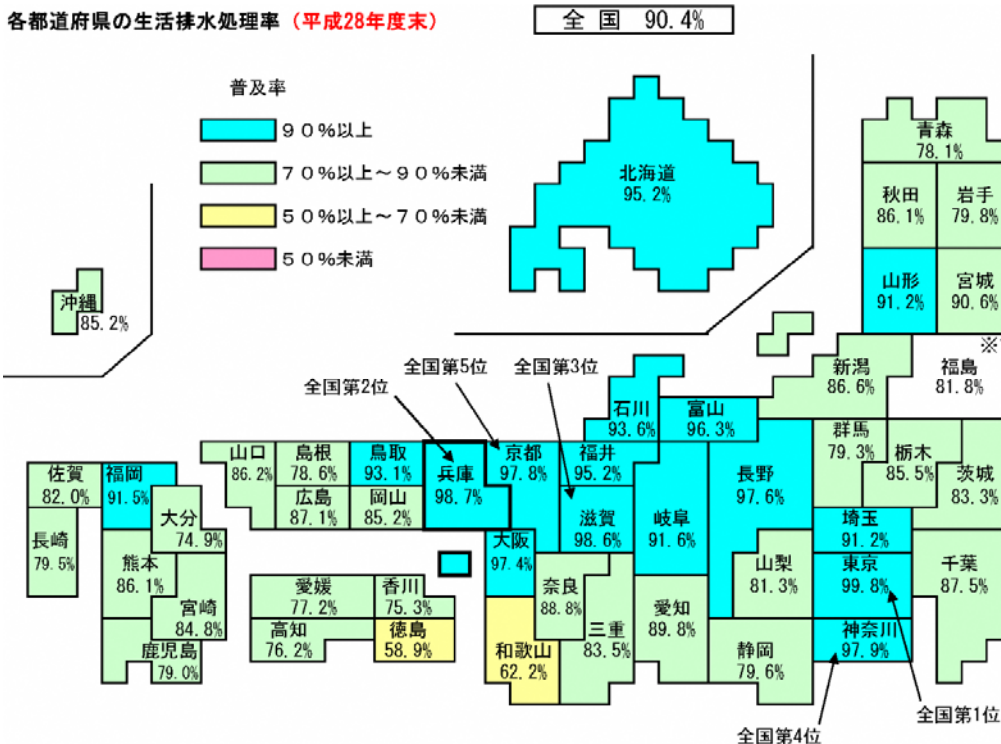 各都道府県の生活排水処理率（平成28年度末）
全 国 90.4%
普及率
９０％以上
７０％以上～９０％未満
５０％以上～７０％未満
５０％未満
北海道
95.2%
青森
78.1%
秋田
86.1%
岩手
79.8%
山形
91.2%
宮城
90.6%
沖縄
85.2%
※
新潟
86.6%
福島
81.8%
全国第2位
全国第5位
全国第3位
石川
93.6%
富山
96.3%
群馬
79.3%
栃木
85.5%
茨城
83.3%
山口
86.2%
島根
78.6%
鳥取
93.1%
兵庫
98.7%
京都
97.8%
福井
95.2%
長野
97.6%
佐賀
82.0%
福岡
91.5%
広島
87.1%
岡山
85.2%
滋賀
98.6%
岐阜
91.6%
埼玉
91.2%
大分
74.9%
長崎
79.5%
熊本
86.1%
大阪
97.4%
山梨
81.3%
東京
99.8%
千葉
87.5%
愛媛
77.2%
香川
75.3%
奈良
88.8%
愛知
89.8%
宮崎
84.8%
高知
76.2%
徳島
58.9%
和歌山
62.2%
三重
83.5%
静岡
79.6%
神奈川
97.9%
鹿児島
79.0%
全国第1位
全国第4位